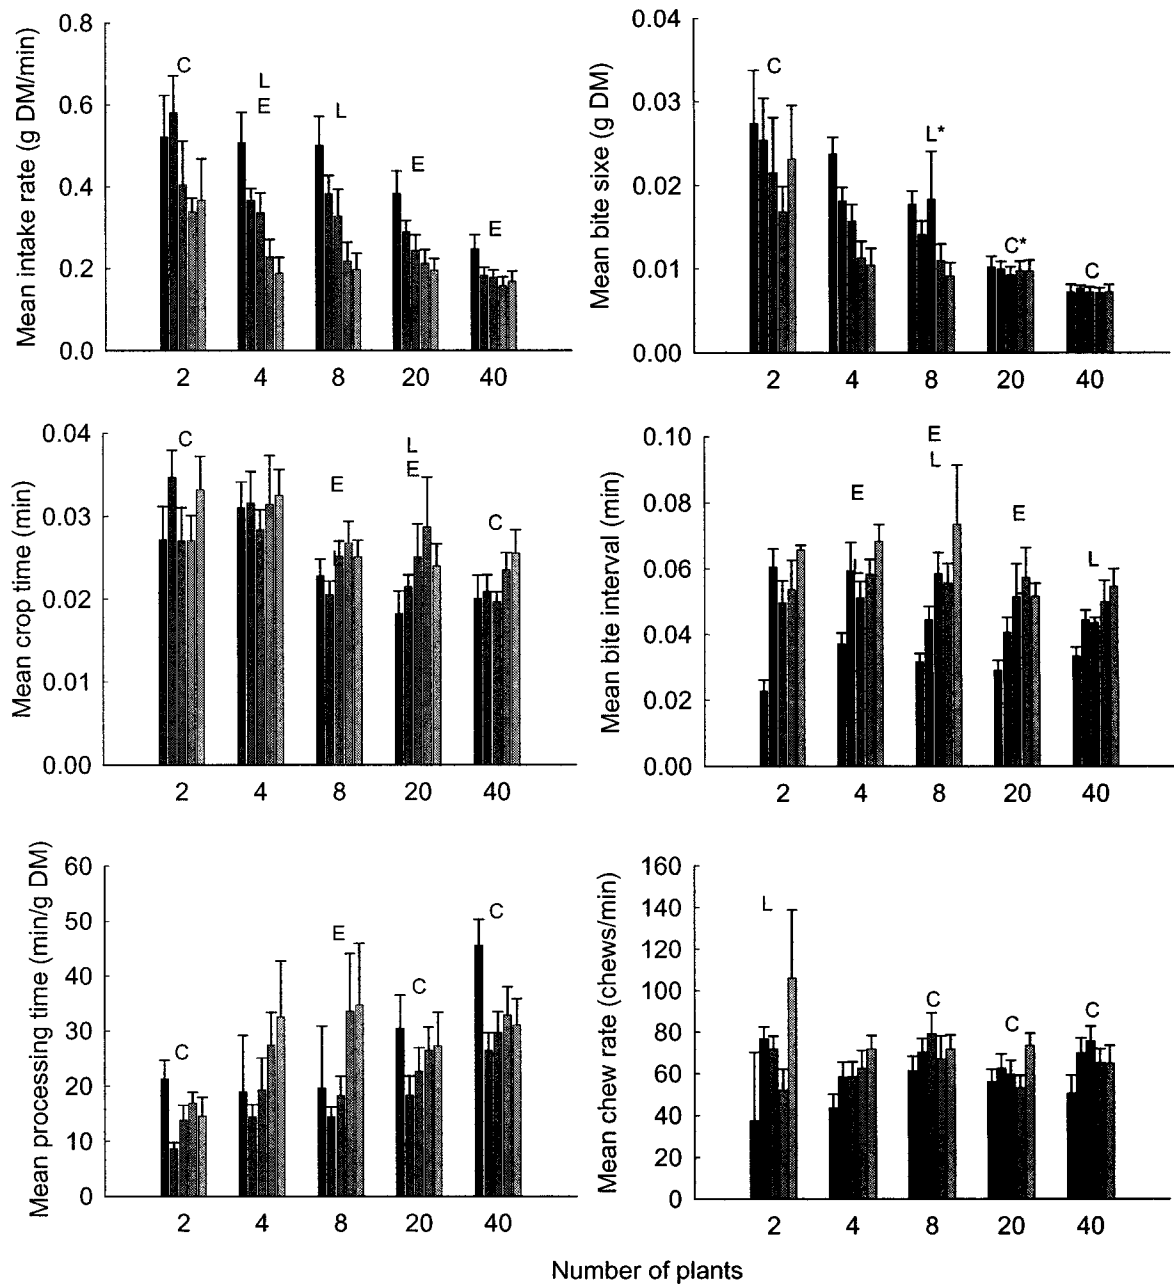 Mean intake rate (g DM/min)
0.8
0.6
0.4
0.2
0.0
C
L
E
L
E
E
2 4 8 20 40
Mean bite sixe (g DM)
0.04
0.03
0.02
0.01
0.00
C
L*
C*
C
2 4 8 20 40
Mean crop time (min)
0.04
0.03
0.02
0.01
0.00
C
E
L
L
E
C
2 4 8 20 40
Mean bite interval (min)
0.10
0.08
0.06
0.04
0.02
0.00
E
L
E
L
E
L
2 4 8 20 40
Mean processing time (min/g DM)
60
50
40
30
20
10
0
C
E
C
C
2 4 8 20 40
Mean chew rate (chews/min)
160
140
120
100
80
60
40
20
0
L
C
C
C
2 4 8 20 40
Number of plants